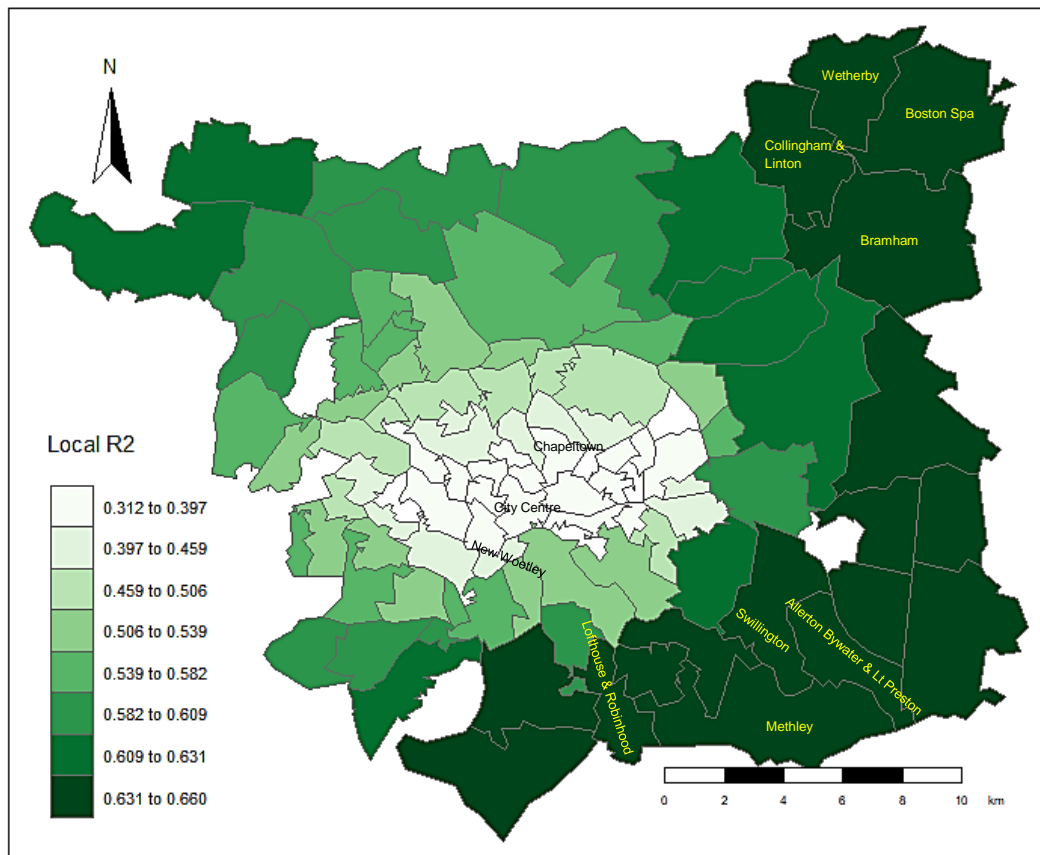 N
Wetherby
Boston Spa
Collingham &
Linton
Bramham
Chapeltown
City Centre
New Woetley
Local R2
0.312 to 0.397
0.397 to 0.459
0.459 to 0.506
0.506 to 0.539
0.539 to 0.582
0.582 to 0.609
0.609 to 0.631
0.631 to 0.660
Lofthouse & Robinhood
Swillington
Allerton Bywater & Lt Preston
Methley
0 2 4 6 8 10 km